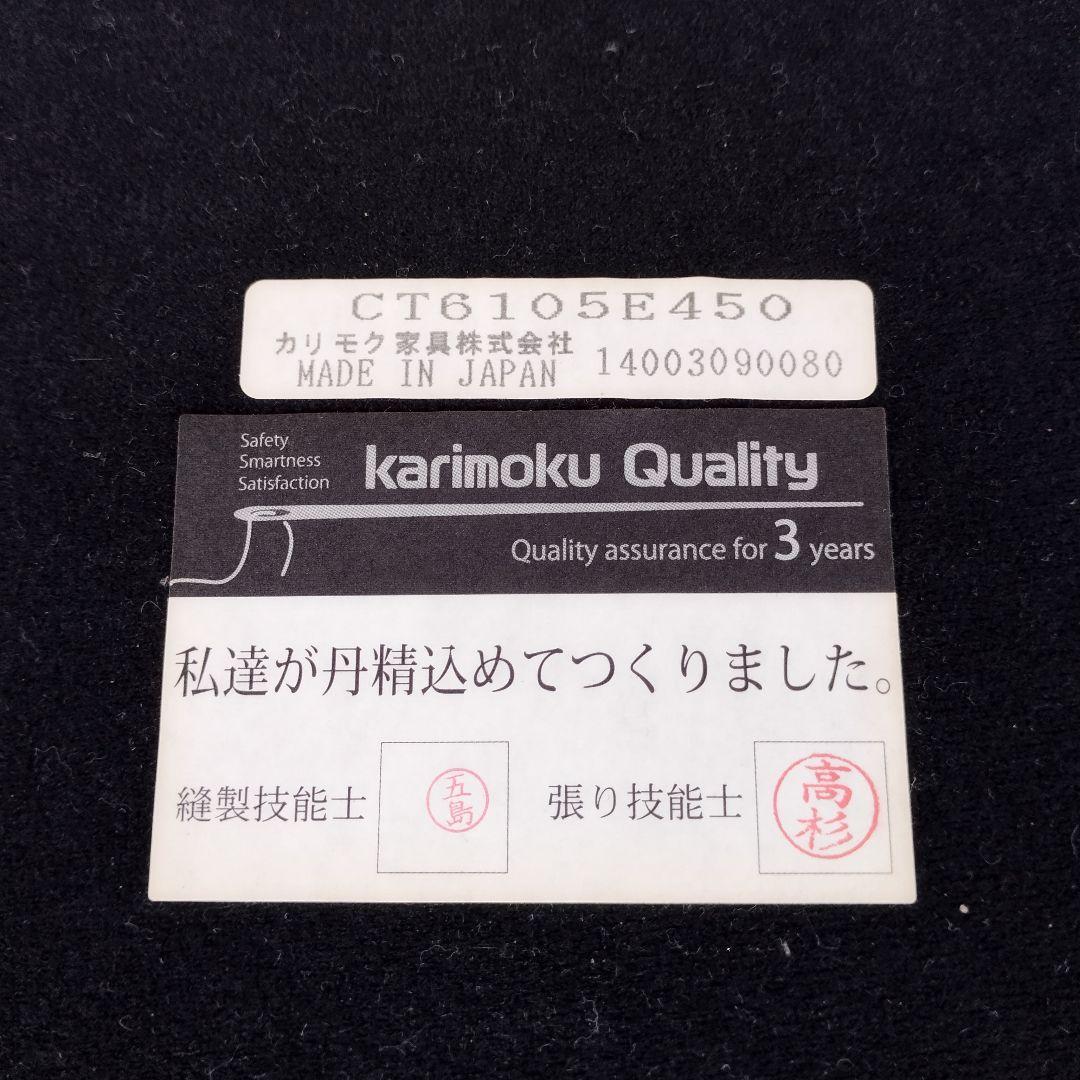 CT6105E450
カリモク家具株式会社
MADE IN JAPAN 14003090080
Safety
Smartness
Satisfaction
karimoku Quality
Quality assurance for 3 years
私達が丹精込めてつくりました。
縫製技能士 五島 張り技能士 高杉